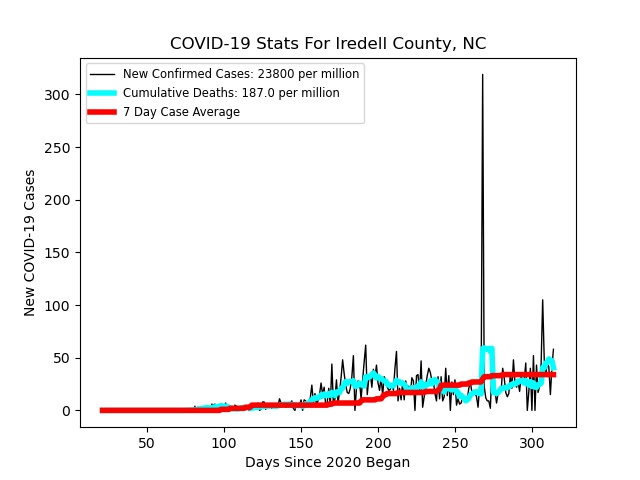 COVID-19 Stats For Iredell County, NC
New Confirmed Cases: 23800 per million
Cumulative Deaths: 187.0 per million
7 Day Case Average
New COVID-19 Cases
300
250
200
150
100
50
0
50 100 150 200 250 300
Days Since 2020 Began